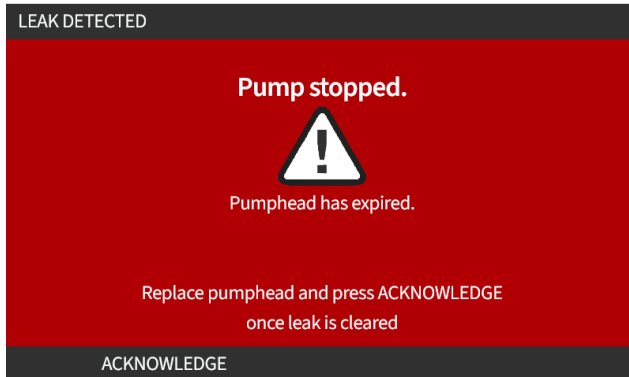 LEAK DETECTED
Pump stopped.
!
Pumphead has expired.
Replace pumphead and press ACKNOWLEDGE
once leak is cleared
ACKNOWLEDGE